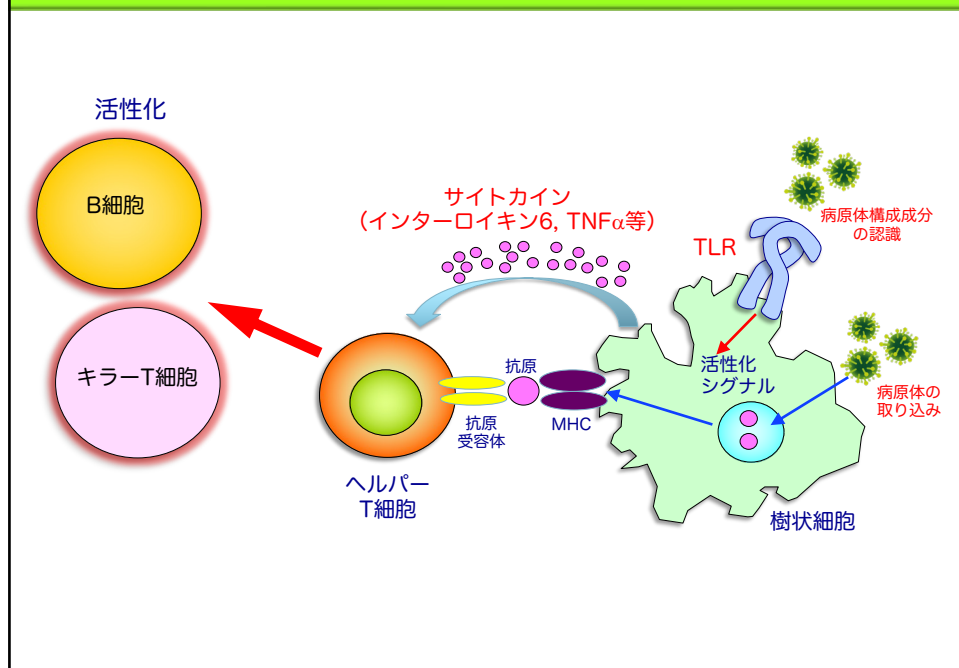 活性化
B細胞
キラーT細胞
サイトカイン
（インターロイキン6, TNFα等）
TLR
病原体構成成分
の認識
活性化
シグナル
病原体の
取り込み
抗原
抗原
受容体
MHC
ヘルパー
T細胞
樹状細胞